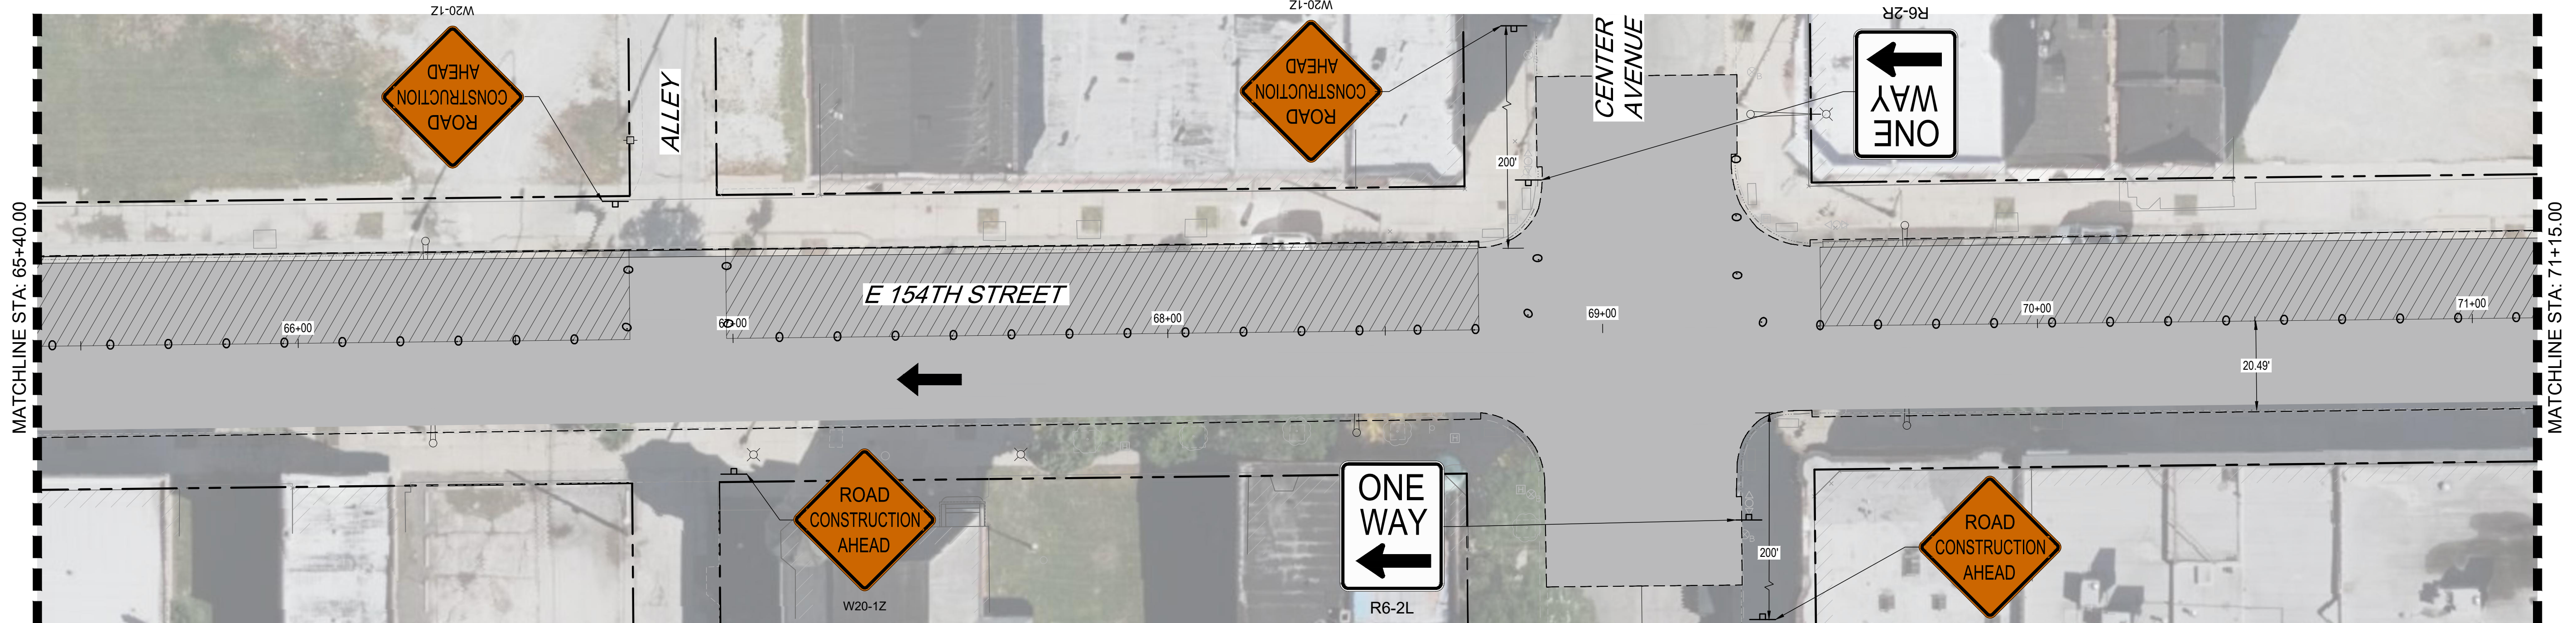 W20-1Z
ROAD
CONSTRUCTION
AHEAD
ALLEY
W20-1Z
ROAD
CONSTRUCTION
AHEAD
200'
CENTER
AVENUE
R6-2R
ONE
WAY
MATCHLINE STA: 65+40.00
MATCHLINE STA: 71+15.00
E 154TH STREET
66+00
67+00
68+00
69+00
70+00
71+00
20.49'
ROAD
CONSTRUCTION
AHEAD
W20-1Z
ONE
WAY
R6-2L
200'
ROAD
CONSTRUCTION
AHEAD